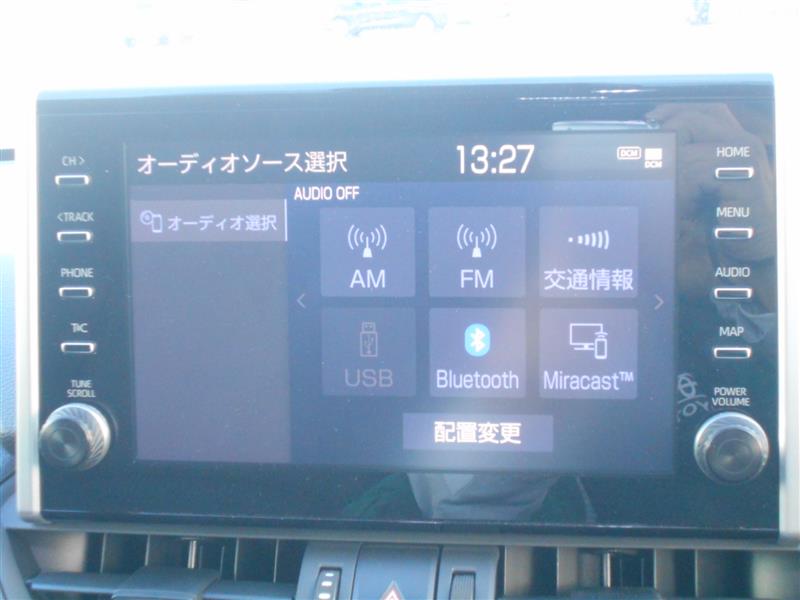 オーディオソース選択 13:27 DCM
DCM
AUDIO OFF
オーディオ選択
AM FM 交通情報
USB Bluetooth Miracast™
配置変更
CH >
< TRACK
PHONE
TUNE
SCROLL
HOME
MENU
AUDIO
MAP
POWER
VOLUME